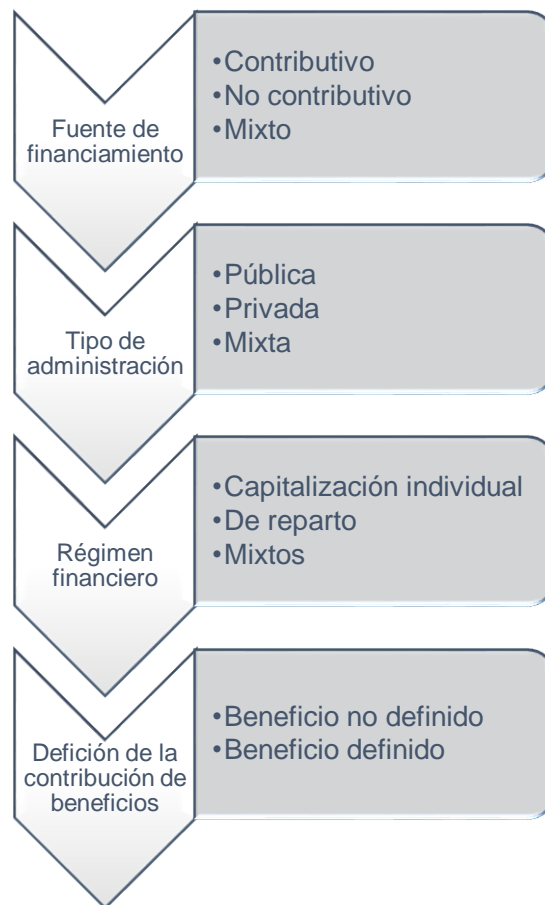 Fuente de
financiamiento
•Contributivo
•No contributivo
•Mixto
Tipo de
administración
•Pública
•Privada
•Mixta
Régimen
financiero
•Capitalización individual
•De reparto
•Mixtos
Defición de la
contribución de
beneficios
•Beneficio no definido
•Beneficio definido